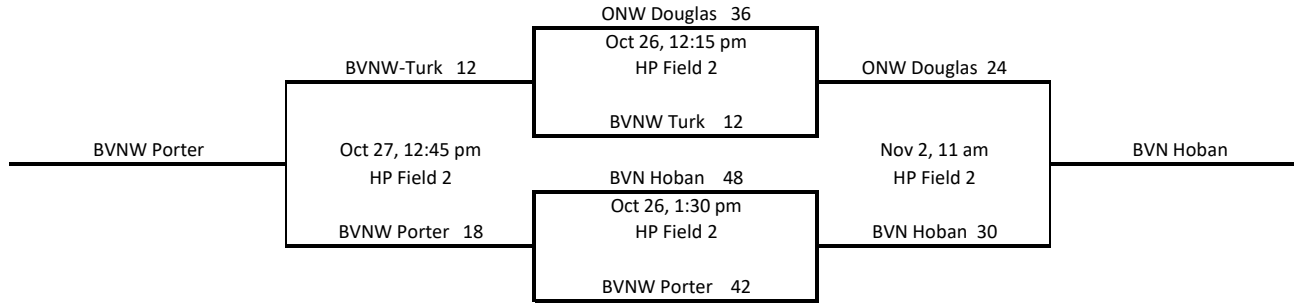 ONW Douglas 36
Oct 26, 12:15 pm
BVNW-Turk 12
HP Field 2
ONW Douglas 24
BVNW Turk 12
BVNW Porter
Oct 27, 12:45 pm
Nov 2, 11 am
BVN Hoban
HP Field 2
BVN Hoban 48
HP Field 2
Oct 26, 1:30 pm
BVNW Porter 18
HP Field 2
BVN Hoban 30
BVNW Porter 42